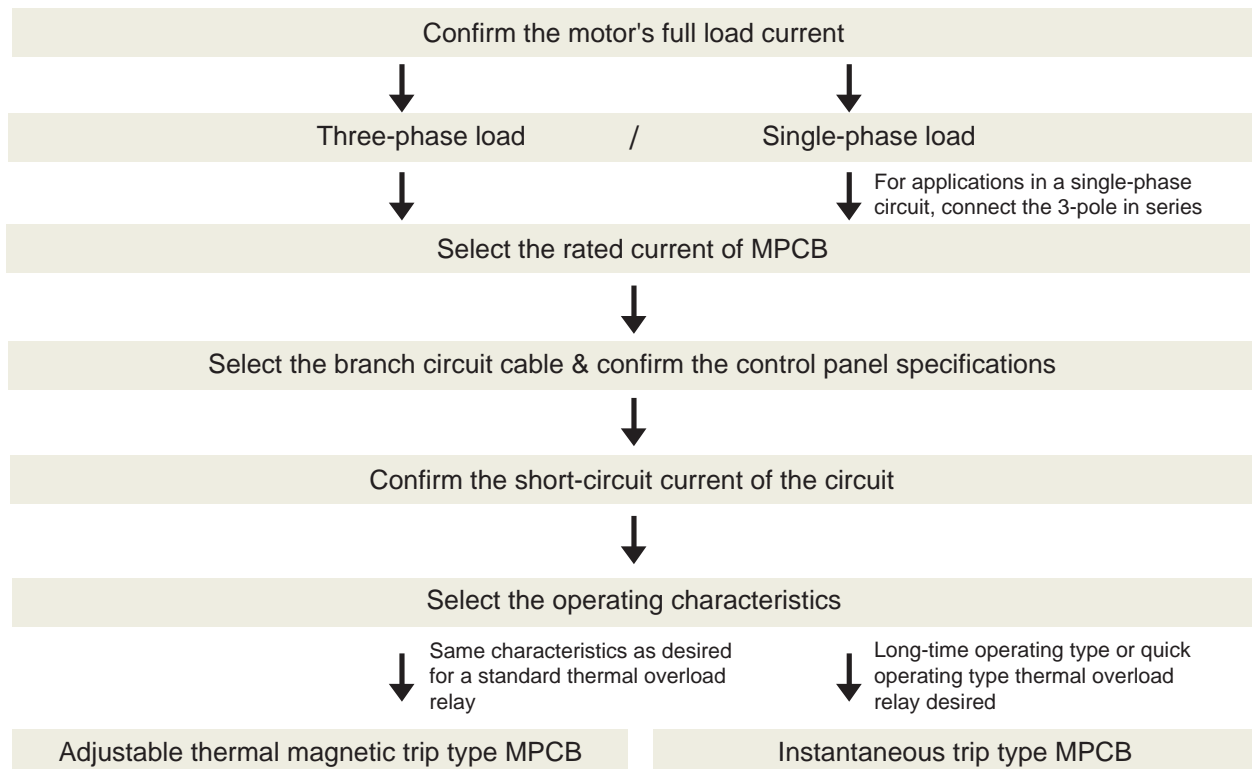 Confirm the motor's full load current
Three-phase load / Single-phase load
For applications in a single-phase
circuit, connect the 3-pole in series
Select the rated current of MPCB
Select the branch circuit cable & confirm the control panel specifications
Confirm the short-circuit current of the circuit
Select the operating characteristics
Same characteristics as desired
for a standard thermal overload
relay
Long-time operating type or quick
operating type thermal overload
relay desired
Adjustable thermal magnetic trip type MPCB
Instantaneous trip type MPCB